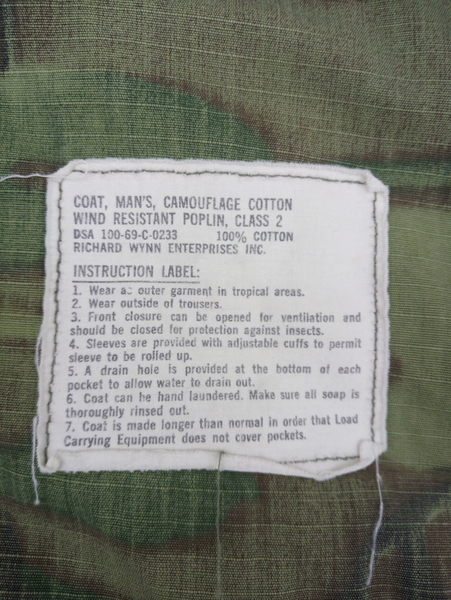 COAT, MAN'S, CAMOUFLAGE COTTON
WIND RESISTANT POPLIN, CLASS 2
DSA 100-69-C-0233 100% COTTON
RICHARD WYNN ENTERPRISES INC.
INSTRUCTION LABEL:
1. Wear as outer garment in tropical areas.
2. Wear outside of trousers.
3. Front closure can be opened for ventilation and
should be closed for protection against insects.
4. Sleeves are provided with adjustable cuffs to permit
sleeve to be rolled up.
5. A drain hole is provided at the bottom of each
pocket to allow water to drain out.
6. Coat can be hand laundered. Make sure all soap is
thoroughly rinsed out.
7. Coat is made longer than normal in order that Load
Carrying Equipment does not cover pockets.